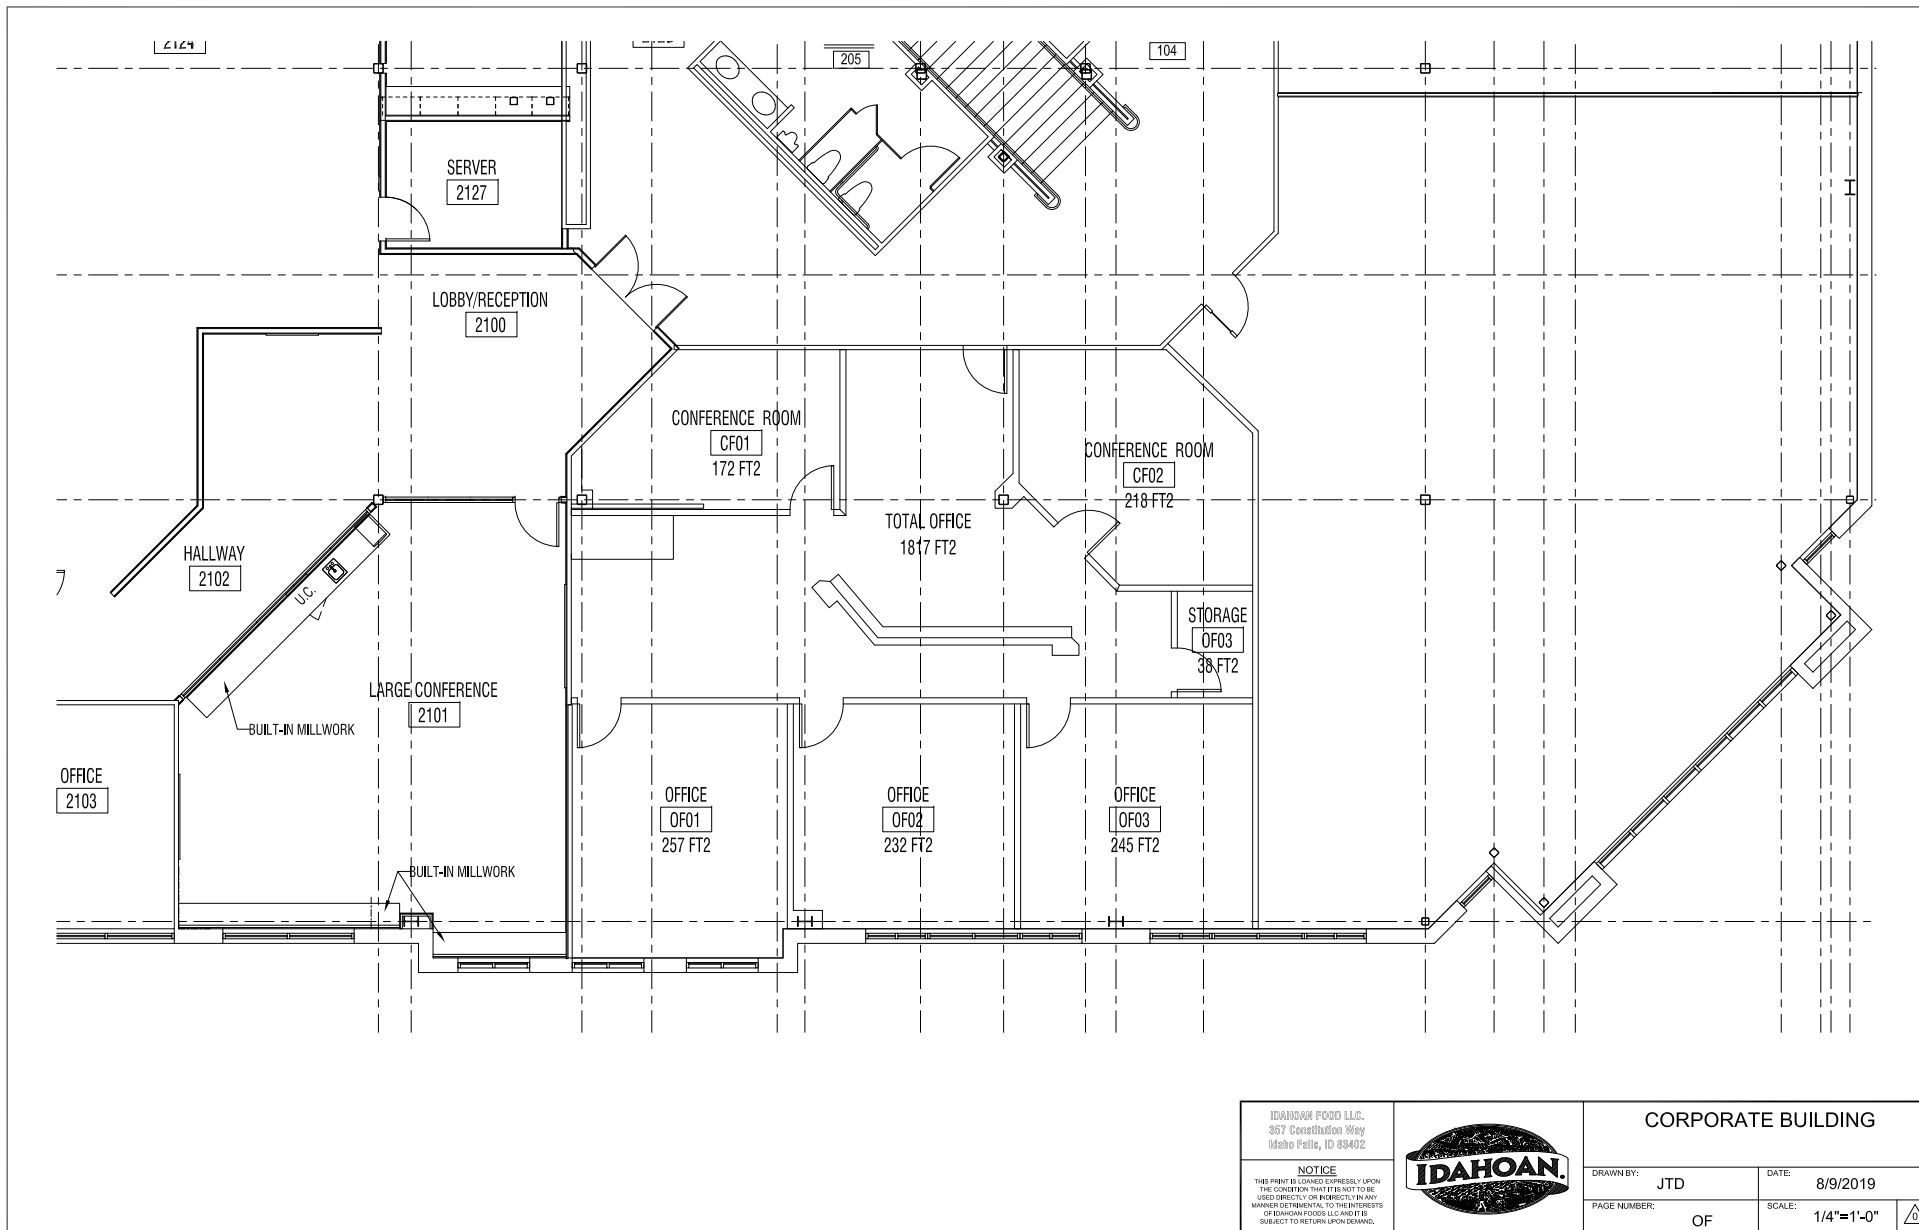 2124
205
104
SERVER
2127
LOBBY/RECEPTION
2100
CONFERENCE ROOM
CF01
172 FT2
CONFERENCE ROOM
CF02
218 FT2
TOTAL OFFICE
1817 FT2
HALLWAY
2102
U.C.
STORAGE
OF03
38 FT2
LARGE CONFERENCE
2101
BUILT-IN MILLWORK
OFFICE
2103
OFFICE
OF01
257 FT2
OFFICE
OF02
232 FT2
OFFICE
OF03
245 FT2
BUILT-IN MILLWORK
IDAHOAN FOOD LLC.
357 Constitution Way
Idaho Falls, ID 83402
NOTICE
THIS PRINT IS LOANED EXPRESSLY UPON
THE CONDITION THAT IT IS NOT TO BE
USED DIRECTLY OR INDIRECTLY IN ANY
MANNER DETRIMENTAL TO THE INTERESTS
OF IDAHOAN FOODS LLC AND IT IS
SUBJECT TO RETURN UPON DEMAND.
IDAHOAN.
CORPORATE BUILDING
DRAWN BY: JTD
DATE: 8/9/2019
PAGE NUMBER: OF
SCALE: 1/4"=1'-0"
0